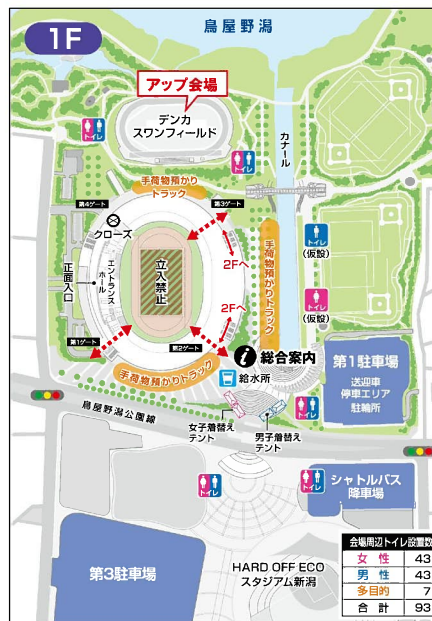 1F
鳥屋野潟
アップ会場
デンカ
スワンフィールド
トイレ
トイレ
カナール
手荷物預かり
トラック
第4ゲート
第3ゲート
クローズ
2Fへ
トイレ
(仮設)
正面入口
エントランス
ホール
立入禁止
手荷物預かりトラック
トイレ
(仮設)
2Fへ
第1ゲート
第2ゲート
総合案内
第1駐車場
送迎車
停車エリア
駐輪所
給水所
手荷物預かりトラック
トイレ
鳥屋野潟公園線
女子着替え
テント
男子着替え
テント
トイレ
トイレ
シャトルバス
降車場
第3駐車場
HARD OFF ECO
スタジアム新潟
会場周辺トイレ設置数
女 性 43
男 性 43
多目的 7
合 計 93